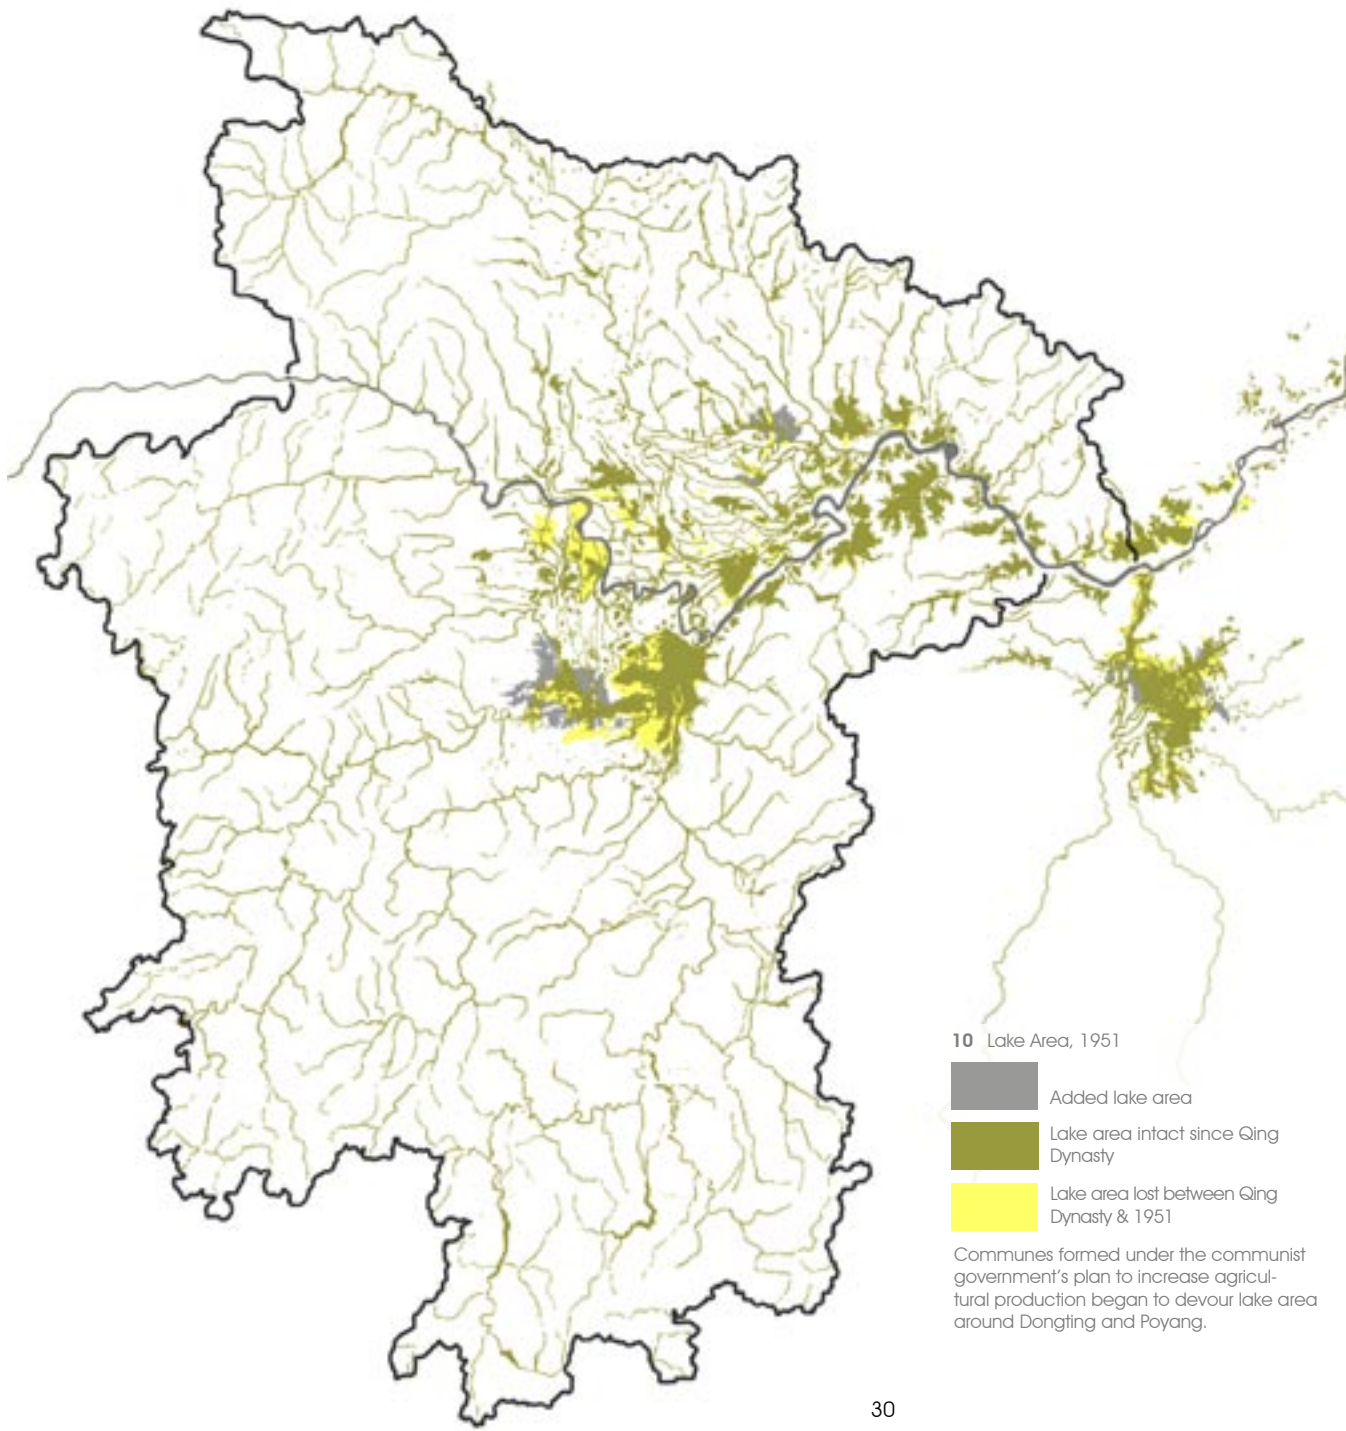 10 Lake Area, 1951
Added lake area
Lake area intact since Qing
Dynasty
Lake area lost between Qing
Dynasty & 1951
Communes formed under the communist
government's plan to increase agricul-
tural production began to devour lake area
around Dongting and Poyang.
30